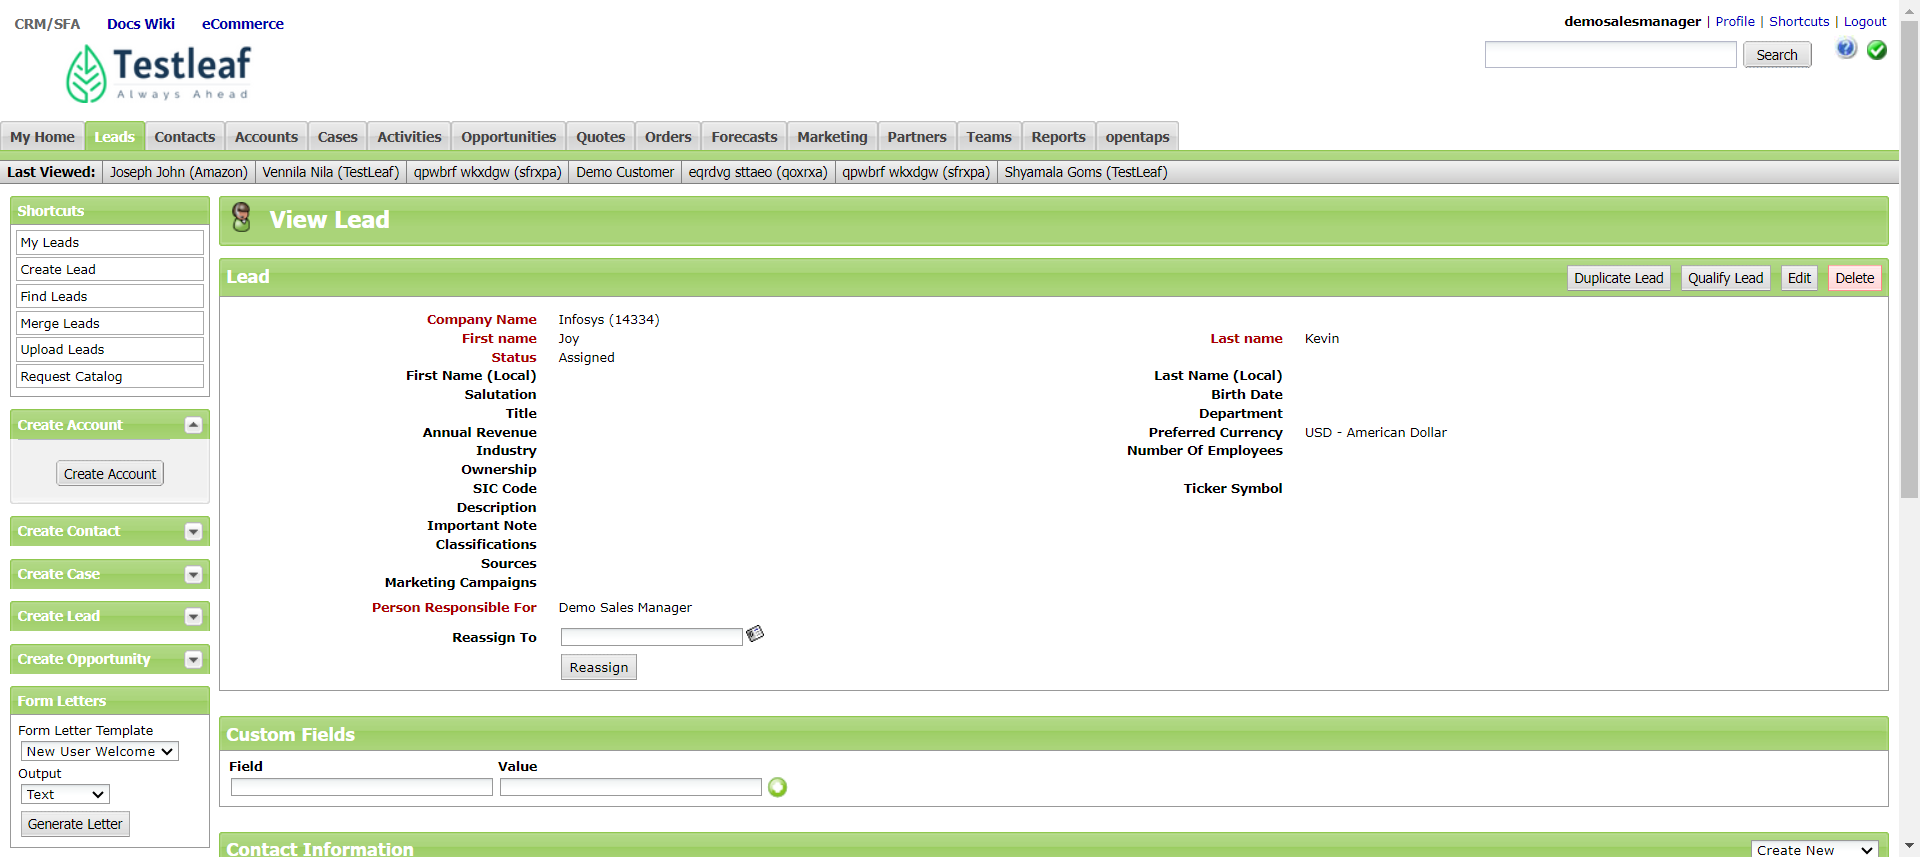 CRM/SFA Docs Wiki eCommerce
demosalesmanager | Profile | Shortcuts | Logout
Testleaf
Always Ahead
Search
My Home Leads Contacts Accounts Cases Activities Opportunities Quotes Orders Forecasts Marketing Partners Teams Reports opentaps
Last Viewed: Joseph John (Amazon) Vennila Nila (TestLeaf) qpwbrf wkxdgw (sfrxpa) Demo Customer eqrdvg sttaeo (qoxrxa) qpwbrf wkxdgw (sfrxpa) Shyamala Goms (TestLeaf)
Shortcuts
My Leads
Create Lead
Find Leads
Merge Leads
Upload Leads
Request Catalog
Create Account
Create Account
Create Contact
Create Case
Create Lead
Create Opportunity
Form Letters
Form Letter Template
New User Welcome
Output
Text
Generate Letter
View Lead
Lead Duplicate Lead Qualify Lead Edit Delete
Company Name Infosys (14334)
First name Joy Last name Kevin
Status Assigned
First Name (Local) Last Name (Local)
Salutation Birth Date
Title Department
Annual Revenue Preferred Currency USD - American Dollar
Industry Number Of Employees
Ownership
SIC Code Ticker Symbol
Description
Important Note
Classifications
Sources
Marketing Campaigns
Person Responsible For Demo Sales Manager
Reassign To
Reassign
Custom Fields
Field Value
Contact Information Create New